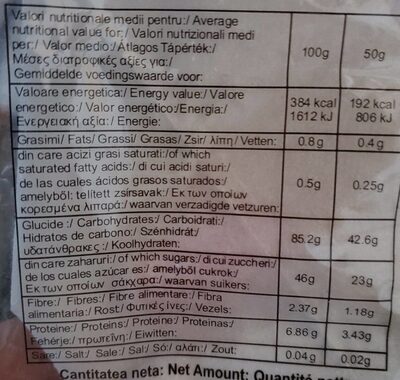 Valori nutritionale medii pentru:/ Average
nutritional value for:/ Valori nutrizionali medi
per:/ Valor medio:/Átlagos Tápérték:/
Μέσες διατροφικές αξίες για:/
Gemiddelde voedingswaarde voor:
100g 50g
Valoare energetica:/ Energy value:/ Valore
energetico:/ Valor energético:/Energia:/
Ενεργειακή αξία:/ Energie:
384 kcal 192 kcal
1612 kJ 806 kJ
Grasimi/ Fats/ Grassi/ Grasas/ Zsír/ λίπη/ Vetten: 0.8g 0.4g
din care acizi grasi saturati:/of which
saturated fatty acids:/ di cui acidi saturi:/
de las cuales ácidos grasos saturados:/
amelyből: telített zsírsavak:/ Εκ των οποίων
κορεσμένα λιπαρά:/ waarvan verzadigde vetzuren:
0.5g 0.25g
Glucide :/ Carbohydrates:/ Carboidrati:/
Hidratos de carbono:/ Szénhidrát:/
υδατάνθρακες :/ Koolhydraten:
85.2g 42.6g
din care zaharuri:/ of which sugars:/ di cui zuccheri:/
de los cuales azúcar es:/ amelyből cukrok:/
Εκ των οποίων σάκχαρα:/ waarvan suikers:
46g 23g
Fibre:/ Fibres:/ Fibre alimentare:/ Fibra
alimentaria:/ Rost:/ Φυτικές ίνες:/ Vezels:
2.37g 1.18g
Proteine:/ Proteins:/ Proteine:/ Proteinas:/
Fehérje:/ πρωτεΐνη:/ Eiwitten:
6.86 g 3.43g
Sare:/ Salt:/ Sale:/ Sal:/ Só:/ αλάτι:/ Zout: 0.04 g 0.02g
Cantitatea neta: Net Amount: